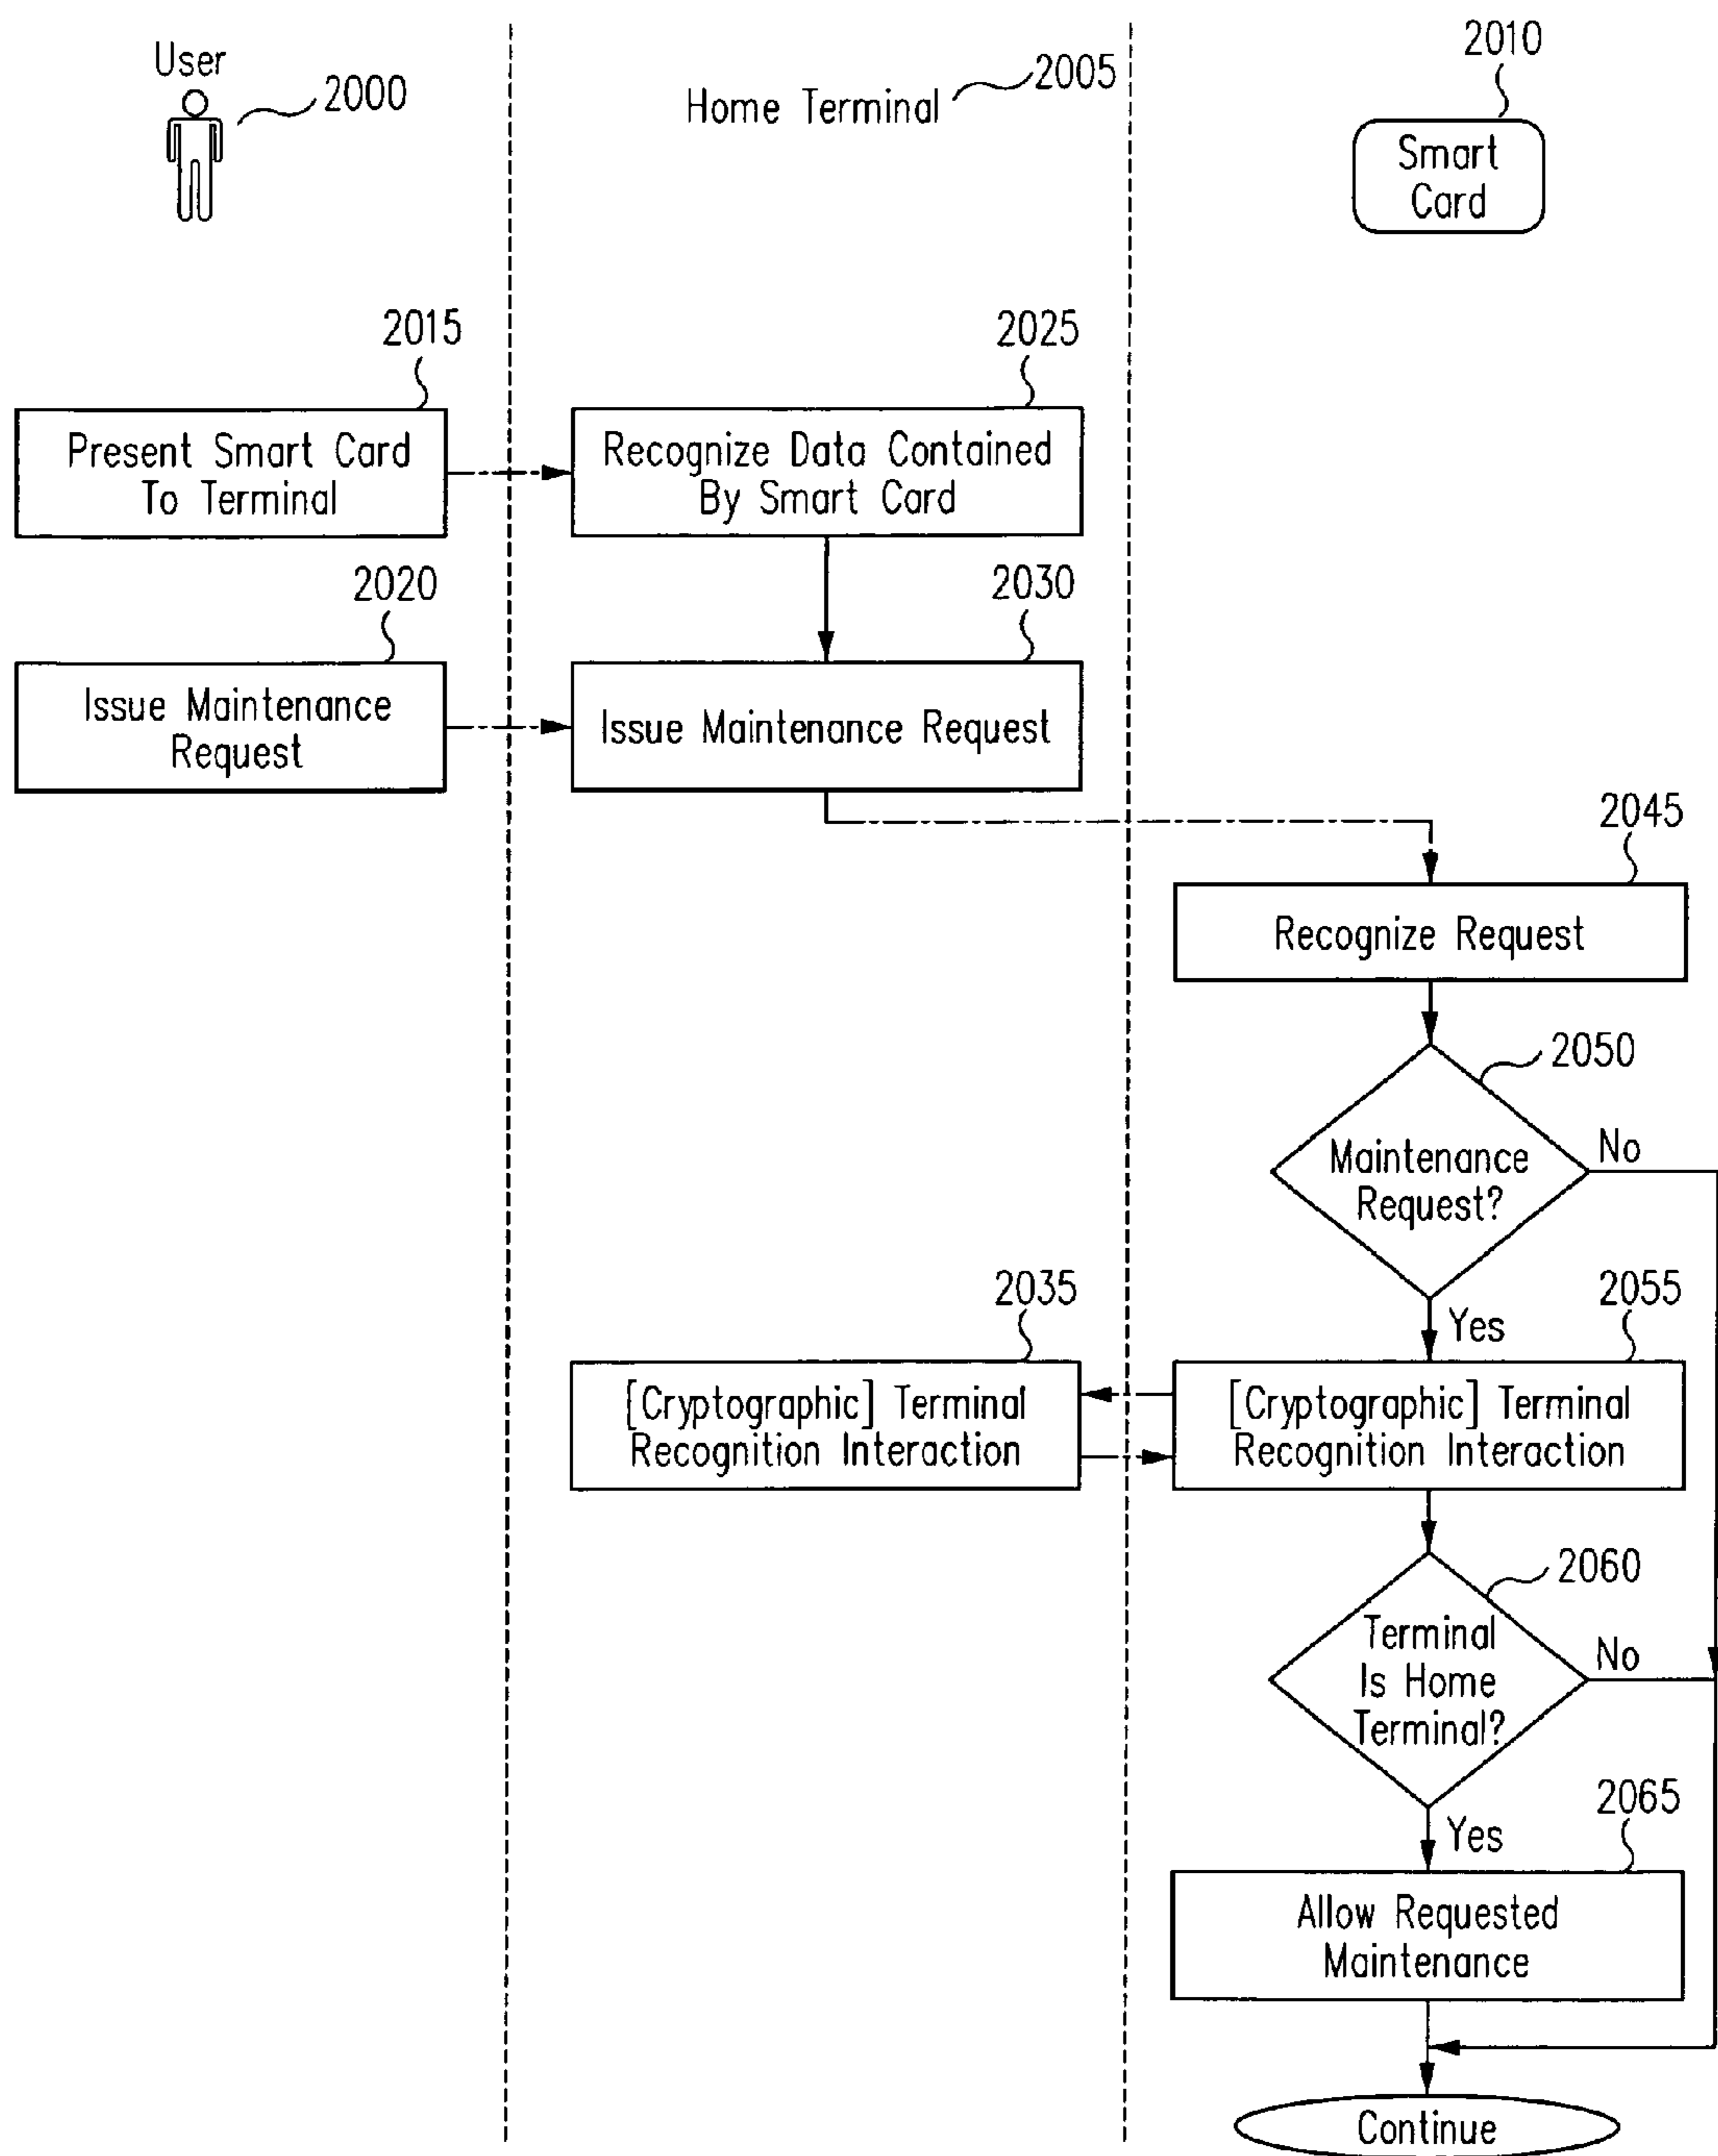 User
2000
Home Terminal
2005
2010
Smart
Card
2015
2025
Present Smart Card
To Terminal
Recognize Data Contained
By Smart Card
2020
2030
Issue Maintenance
Request
Issue Maintenance Request
2045
Recognize Request
2050
Maintenance
Request?
No
Yes
2035
2055
[Cryptographic] Terminal
Recognition Interaction
[Cryptographic] Terminal
Recognition Interaction
2060
Terminal
Is Home
Terminal?
No
Yes
2065
Allow Requested
Maintenance
Continue